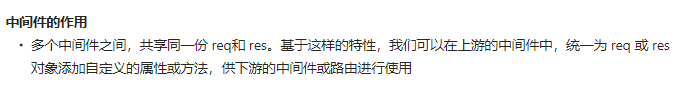 中间件的作用
• 多个中间件之间，共享同一份 req和 res。基于这样的特性，我们可以在上游的中间件中，统一为 req 或 res
对象添加自定义的属性或方法，供下游的中间件或路由进行使用